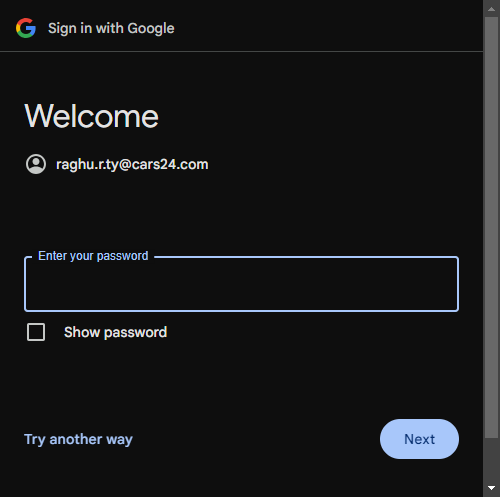 Sign in with Google
Welcome
raghu.r.ty@cars24.com
Enter your password
Show password
Try another way
Next